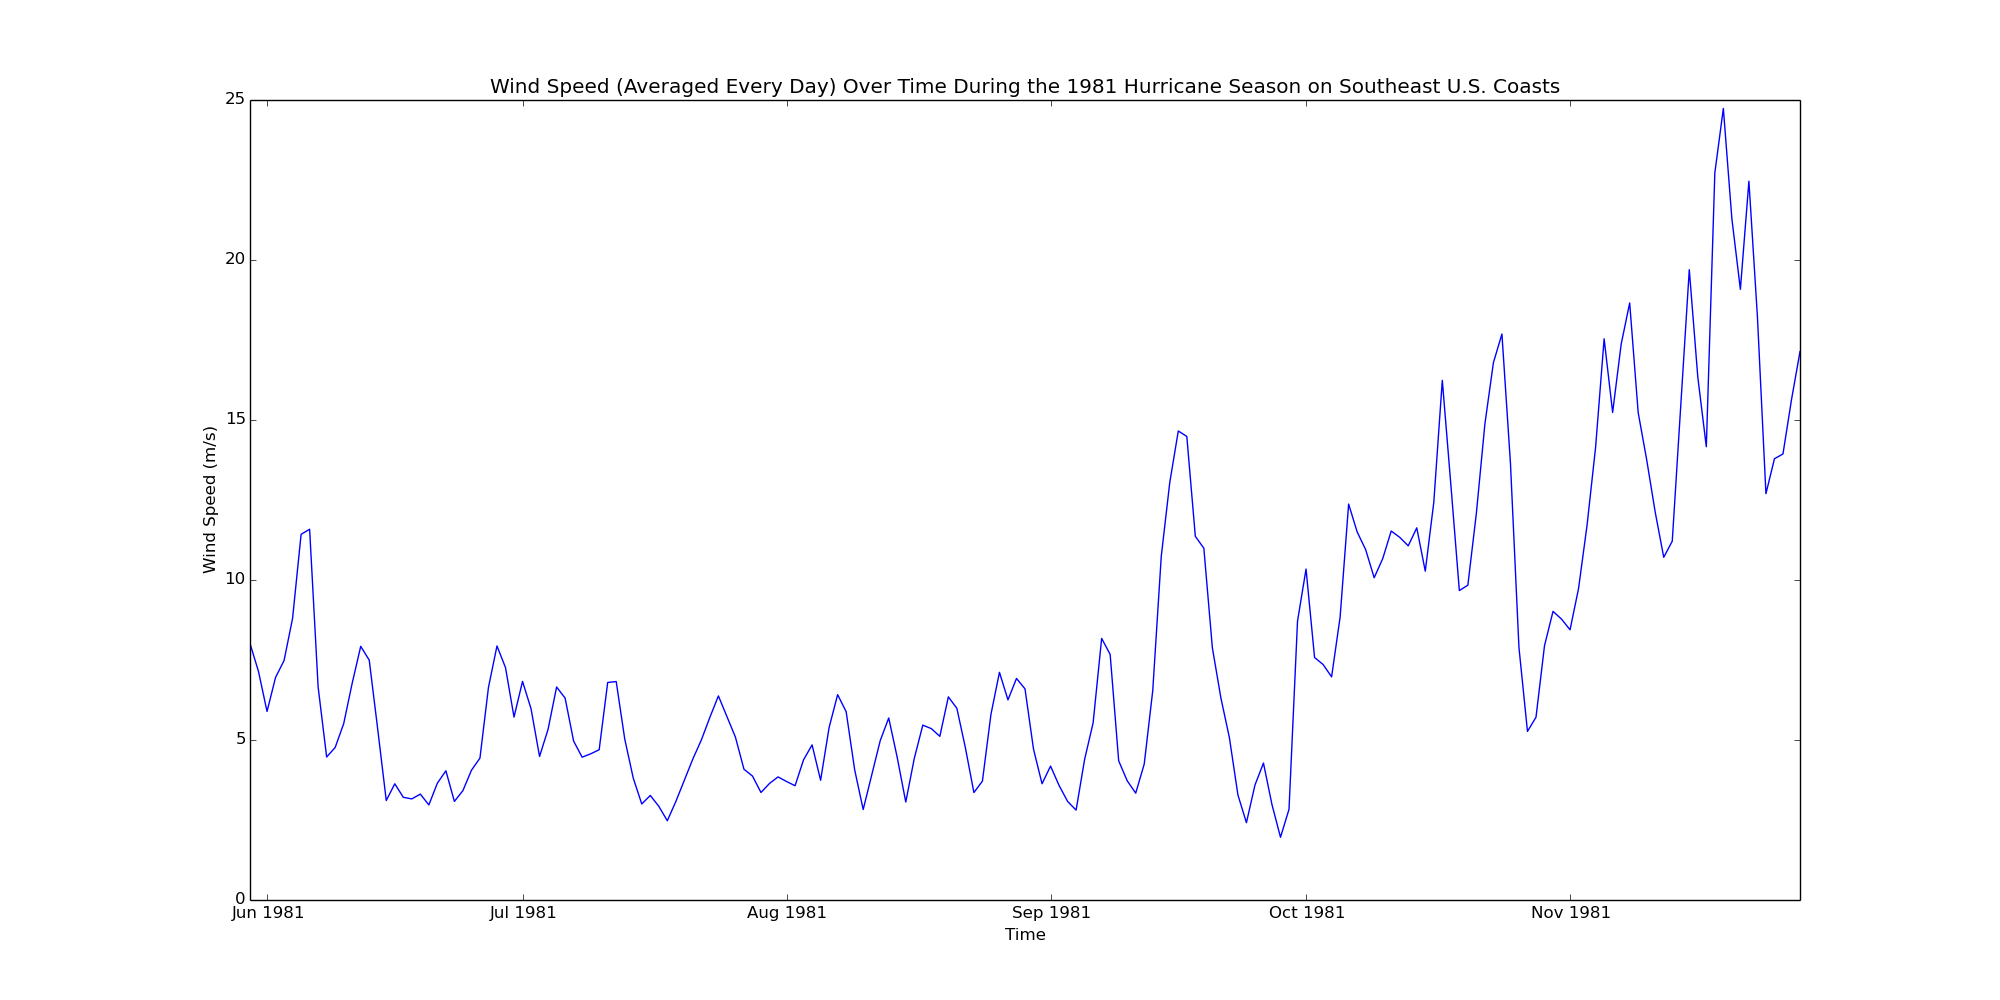 Wind Speed (Averaged Every Day) Over Time During the 1981 Hurricane Season on Southeast U.S. Coasts
25
20
15
10
5
0
Wind Speed (m/s)
Jun 1981 Jul 1981 Aug 1981 Sep 1981 Oct 1981 Nov 1981
Time